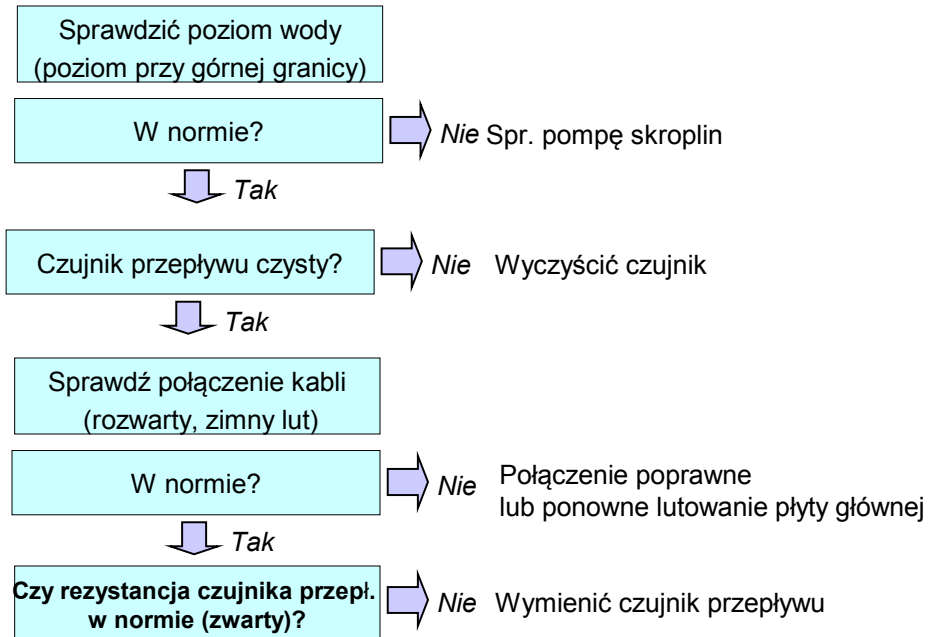 Sprawdzić poziom wody
(poziom przy górnej granicy)
W normie?
Nie Spr. pompę skroplin
Tak
Czujnik przepływu czysty?
Nie Wyczyścić czujnik
Tak
Sprawdź połączenie kabli
(rozwarty, zimny lut)
W normie?
Nie
Połączenie poprawne
lub ponowne lutowanie płyty głównej
Tak
Czy rezystancja czujnika przepł.
w normie (zwarty)?
Nie Wymienić czujnik przepływu